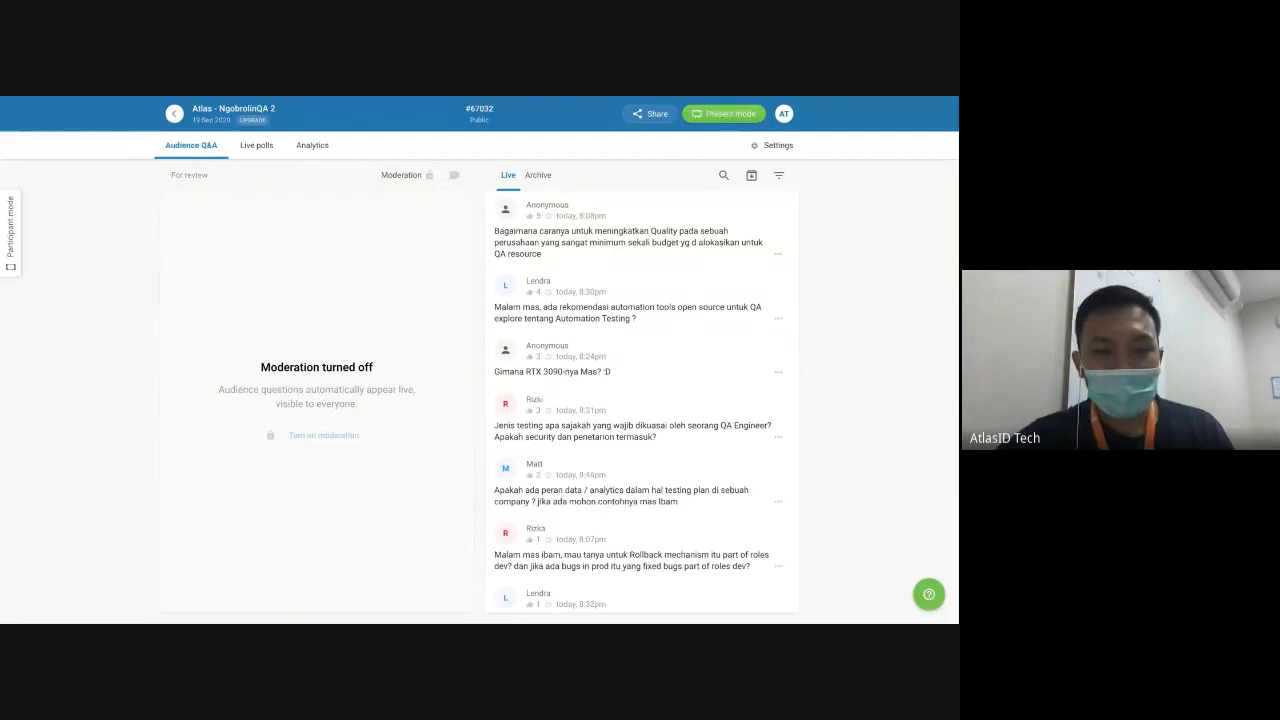 Atlas - NgobrolinQA 2
19 Sep 2020 UPGRADE
#67032
Public
Share
Present mode
AT
Audience Q&A
Live polls
Analytics
Settings
Participant mode
For review
Moderation
Moderation turned off
Audience questions automatically appear live,
visible to everyone.
Turn on moderation
Live
Archive
Anonymous
5 today, 8:08pm
Bagaimana caranya untuk meningkatkan Quality pada sebuah
perusahaan yang sangat minimum sekali budget yg d alokasikan untuk
QA resource
L
Lendra
4 today, 8:30pm
Malam mas, ada rekomendasi automation tools open source untuk QA
explore tentang Automation Testing ?
Anonymous
3 today, 8:24pm
Gimana RTX 3090-nya Mas? :D
R
Rizki
3 today, 8:31pm
Jenis testing apa sajakah yang wajib dikuasai oleh seorang QA Engineer?
Apakah security dan penetarion termasuk?
M
Matt
2 today, 8:46pm
Apakah ada peran data / analytics dalam hal testing plan di sebuah
company ? jika ada mohon contohnya mas Ibam
R
Rizka
1 today, 8:07pm
Malam mas ibam, mau tanya untuk Rollback mechanism itu part of roles
dev? dan jika ada bugs in prod itu yang fixed bugs part of roles dev?
L
Lendra
1 today, 8:32pm
AtlasID Tech